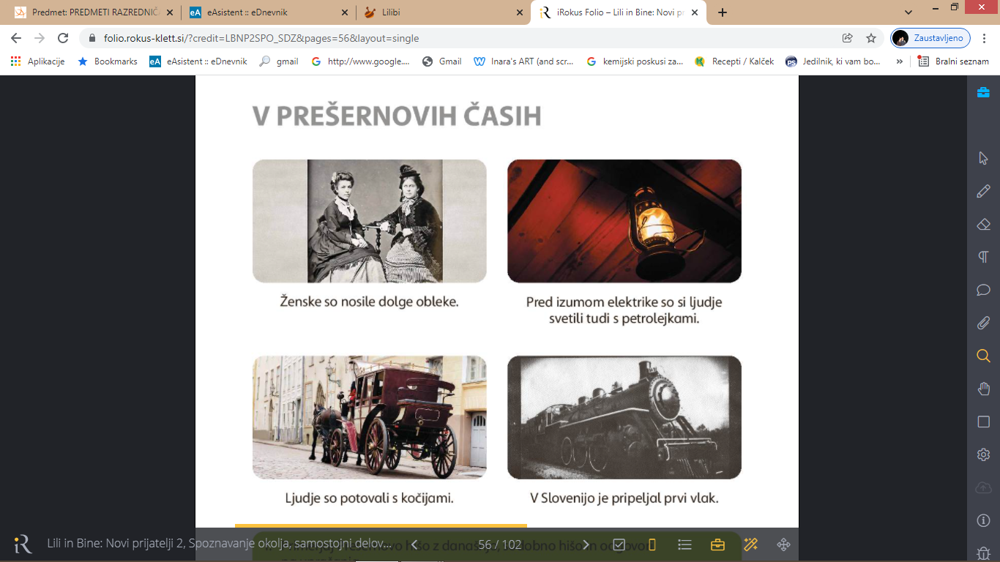 Predmet: PREDMETI RAZREDNIČ
eAsistent :: eDnevnik
Lilibi
iRokus Folio – Lili in Bine: Novi pr
folio.rokus-klett.si/?credit=LBNP2SPO_SDZ&pages=56&layout=single
Zaustavljeno
Aplikacije
Bookmarks
eAsistent :: eDnevnik
gmail
http://www.google....
Gmail
Inara's ART (and scr...
kemijski poskusi za...
Recepti / Kalček
Jedilnik, ki vam bo...
Bralni seznam
V PREŠERNOVIH ČASIH
Ženske so nosile dolge obleke.
Pred izumom elektrike so si ljudje
svetili tudi s petrolejkami.
Ljudje so potovali s kočijami.
V Slovenijo je pripeljal prvi vlak.
iR
Lili in Bine: Novi prijatelji 2, Spoznavanje okolja, samostojni delov...
56 / 102